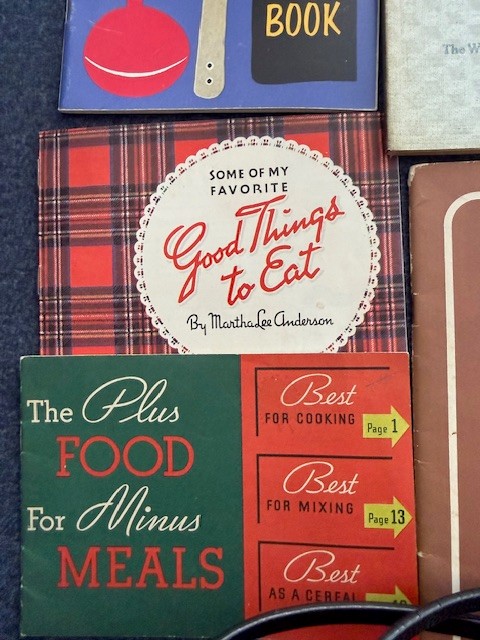 BOOK
The W
SOME OF MY
FAVORITE
Good Things
to Eat
By Martha Lee Anderson
The Plus
FOOD
For Minus
MEALS
Best
FOR COOKING
Page 1
Best
FOR MIXING
Page 13
Best
AS A CEREAL